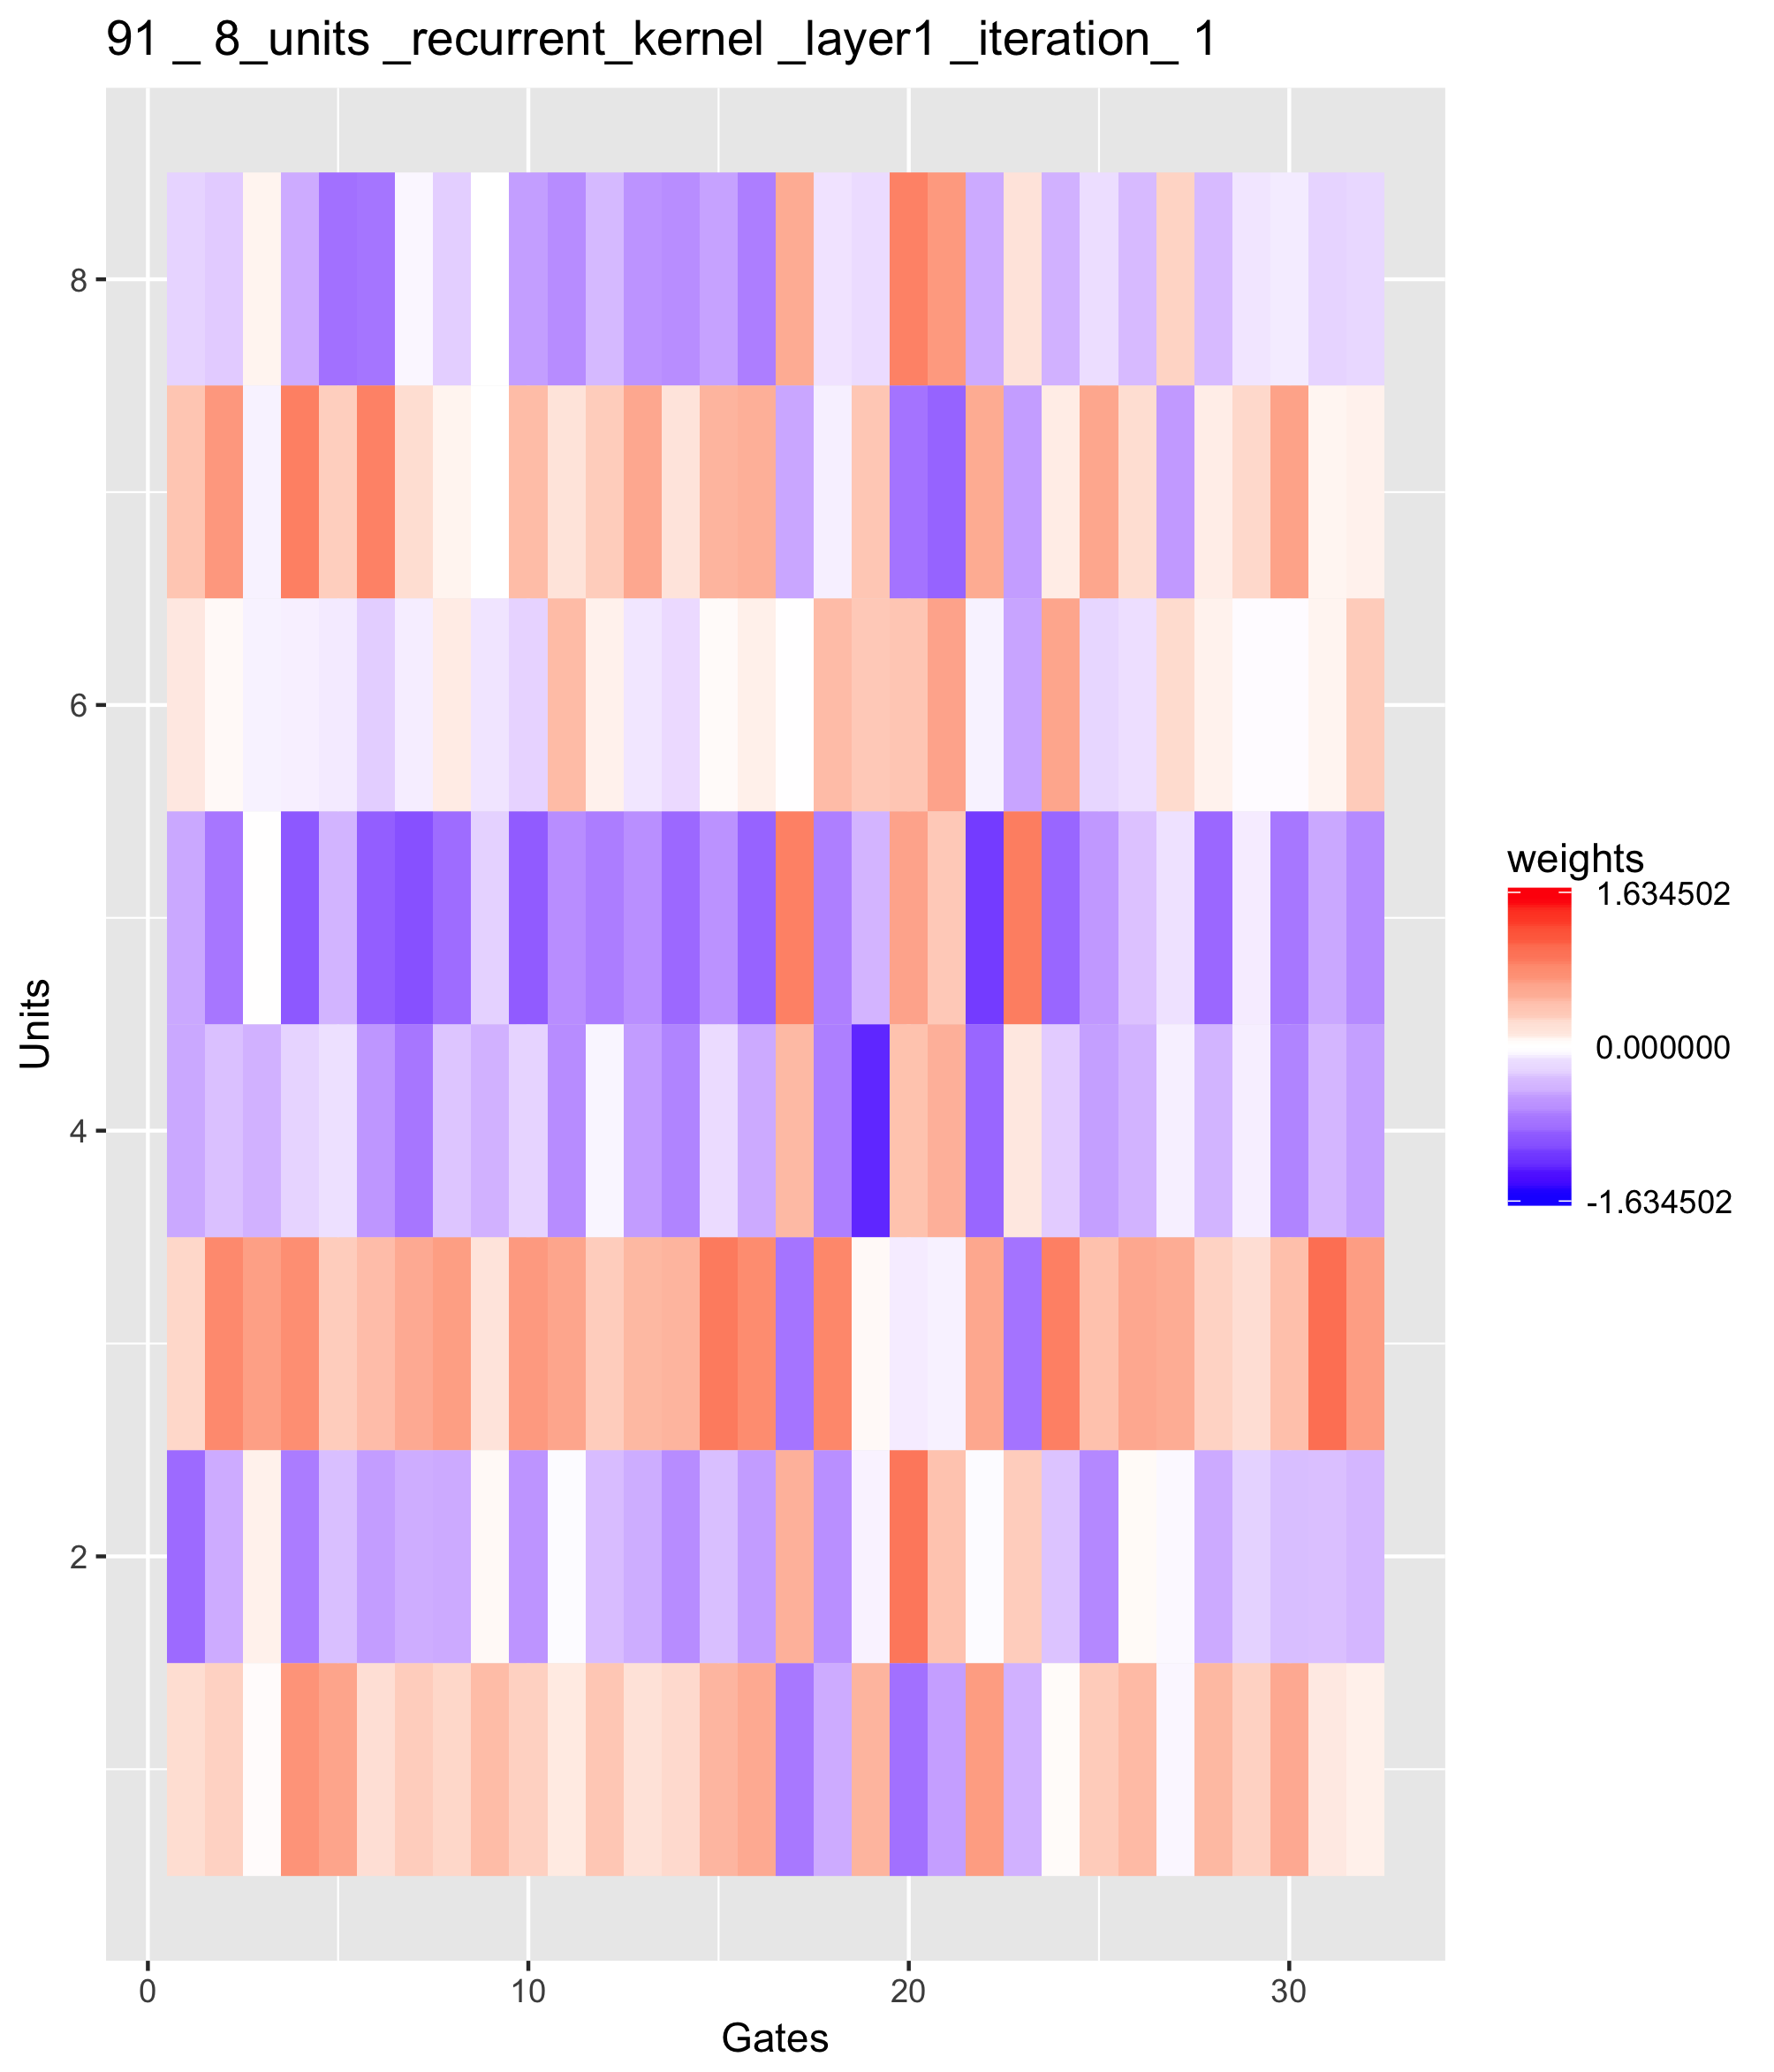 91 _ 8_units _recurrent_kernel _layer1 _iteration_ 1
8
6
4
2
Units
0 10 20 30
Gates
weights
1.634502
0.000000
-1.634502